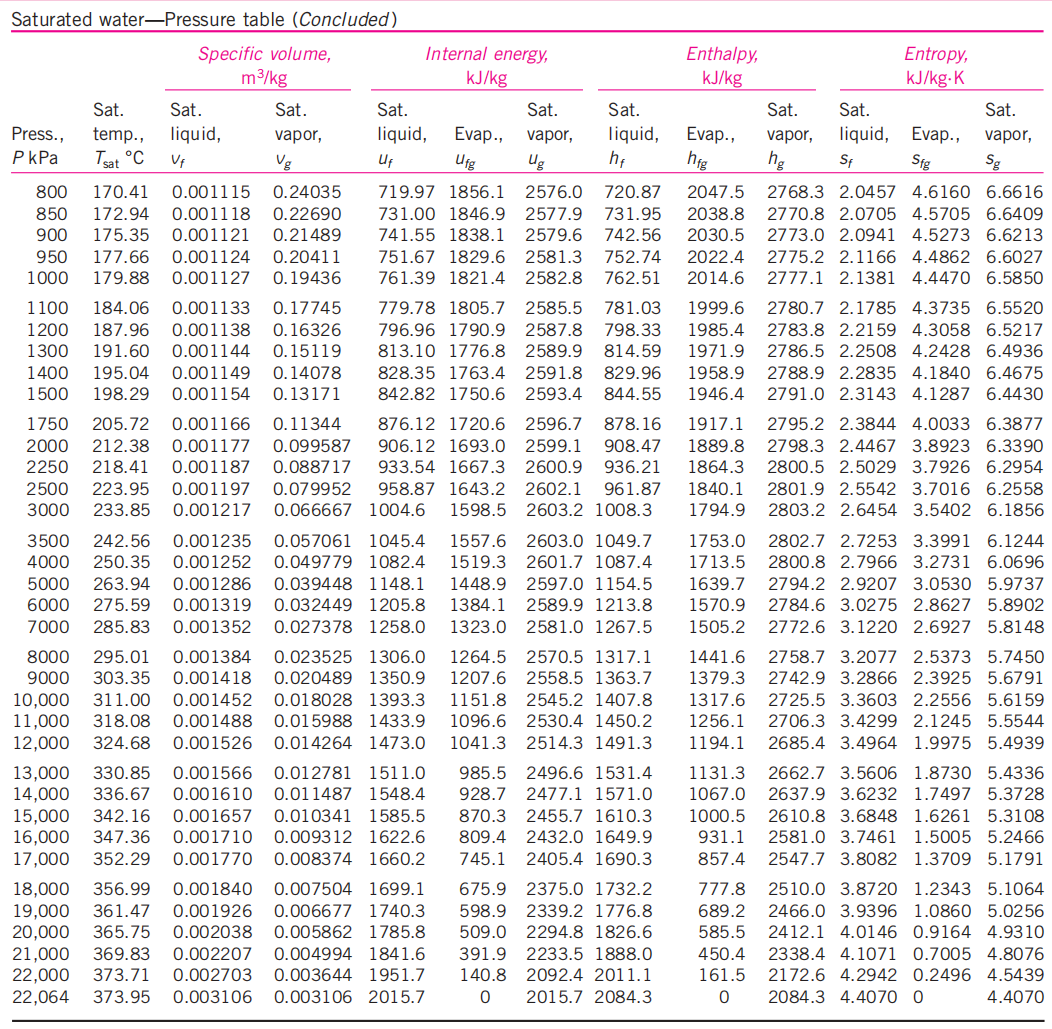 Saturated water—Pressure table (Concluded)
Specific volume, Internal energy, Enthalpy, Entropy,
m³/kg kJ/kg kJ/kg kJ/kg·K
Sat. Sat. Sat. Sat. Sat. Sat. Sat. Sat. Sat.
Press., temp., liquid, vapor, liquid, Evap., vapor, liquid, Evap., vapor, liquid, Evap., vapor,
P kPa Tsat °C vf vg uf ufg ug hf hfg hg sf sfg sg
800 170.41 0.001115 0.24035 719.97 1856.1 2576.0 720.87 2047.5 2768.3 2.0457 4.6160 6.6616
850 172.94 0.001118 0.22690 731.00 1846.9 2577.9 731.95 2038.8 2770.8 2.0705 4.5705 6.6409
900 175.35 0.001121 0.21489 741.55 1838.1 2579.6 742.56 2030.5 2773.0 2.0941 4.5273 6.6213
950 177.66 0.001124 0.20411 751.67 1829.6 2581.3 752.74 2022.4 2775.2 2.1166 4.4862 6.6027
1000 179.88 0.001127 0.19436 761.39 1821.4 2582.8 762.51 2014.6 2777.1 2.1381 4.4470 6.5850
1100 184.06 0.001133 0.17745 779.78 1805.7 2585.5 781.03 1999.6 2780.7 2.1785 4.3735 6.5520
1200 187.96 0.001138 0.16326 796.96 1790.9 2587.8 798.33 1985.4 2783.8 2.2159 4.3058 6.5217
1300 191.60 0.001144 0.15119 813.10 1776.8 2589.9 814.59 1971.9 2786.5 2.2508 4.2428 6.4936
1400 195.04 0.001149 0.14078 828.35 1763.4 2591.8 829.96 1958.9 2788.9 2.2835 4.1840 6.4675
1500 198.29 0.001154 0.13171 842.82 1750.6 2593.4 844.55 1946.4 2791.0 2.3143 4.1287 6.4430
1750 205.72 0.001166 0.11344 876.12 1720.6 2596.7 878.16 1917.1 2795.2 2.3844 4.0033 6.3877
2000 212.38 0.001177 0.099587 906.12 1693.0 2599.1 908.47 1889.8 2798.3 2.4467 3.8923 6.3390
2250 218.41 0.001187 0.088717 933.54 1667.3 2600.9 936.21 1864.3 2800.5 2.5029 3.7926 6.2954
2500 223.95 0.001197 0.079952 958.87 1643.2 2602.1 961.87 1840.1 2801.9 2.5542 3.7016 6.2558
3000 233.85 0.001217 0.066667 1004.6 1598.5 2603.2 1008.3 1794.9 2803.2 2.6454 3.5402 6.1856
3500 242.56 0.001235 0.057061 1045.4 1557.6 2603.0 1049.7 1753.0 2802.7 2.7253 3.3991 6.1244
4000 250.35 0.001252 0.049779 1082.4 1519.3 2601.7 1087.4 1713.5 2800.8 2.7966 3.2731 6.0696
5000 263.94 0.001286 0.039448 1148.1 1448.9 2597.0 1154.5 1639.7 2794.2 2.9207 3.0530 5.9737
6000 275.59 0.001319 0.032449 1205.8 1384.1 2589.9 1213.8 1570.9 2784.6 3.0275 2.8627 5.8902
7000 285.83 0.001352 0.027378 1258.0 1323.0 2581.0 1267.5 1505.2 2772.6 3.1220 2.6927 5.8148
8000 295.01 0.001384 0.023525 1306.0 1264.5 2570.5 1317.1 1441.6 2758.7 3.2077 2.5373 5.7450
9000 303.35 0.001418 0.020489 1350.9 1207.6 2558.5 1363.7 1379.3 2742.9 3.2866 2.3925 5.6791
10,000 311.00 0.001452 0.018028 1393.3 1151.8 2545.2 1407.8 1317.6 2725.5 3.3603 2.2556 5.6159
11,000 318.08 0.001488 0.015988 1433.9 1096.6 2530.4 1450.2 1256.1 2706.3 3.4299 2.1245 5.5544
12,000 324.68 0.001526 0.014264 1473.0 1041.3 2514.3 1491.3 1194.1 2685.4 3.4964 1.9975 5.4939
13,000 330.85 0.001566 0.012781 1511.0 985.5 2496.6 1531.4 1131.3 2662.7 3.5606 1.8730 5.4336
14,000 336.67 0.001610 0.011487 1548.4 928.7 2477.1 1571.0 1067.0 2637.9 3.6232 1.7497 5.3728
15,000 342.16 0.001657 0.010341 1585.5 870.3 2455.7 1610.3 1000.5 2610.8 3.6848 1.6261 5.3108
16,000 347.36 0.001710 0.009312 1622.6 809.4 2432.0 1649.9 931.1 2581.0 3.7461 1.5005 5.2466
17,000 352.29 0.001770 0.008374 1660.2 745.1 2405.4 1690.3 857.4 2547.7 3.8082 1.3709 5.1791
18,000 356.99 0.001840 0.007504 1699.1 675.9 2375.0 1732.2 777.8 2510.0 3.8720 1.2343 5.1064
19,000 361.47 0.001926 0.006677 1740.3 598.9 2339.2 1776.8 689.2 2466.0 3.9396 1.0860 5.0256
20,000 365.75 0.002038 0.005862 1785.8 509.0 2294.8 1826.6 585.5 2412.1 4.0146 0.9164 4.9310
21,000 369.83 0.002207 0.004994 1841.6 391.9 2233.5 1888.0 450.4 2338.4 4.1071 0.7005 4.8076
22,000 373.71 0.002703 0.003644 1951.7 140.8 2092.4 2011.1 161.5 2172.6 4.2942 0.2496 4.5439
22,064 373.95 0.003106 0.003106 2015.7 0 2015.7 2084.3 0 2084.3 4.4070 0 4.4070